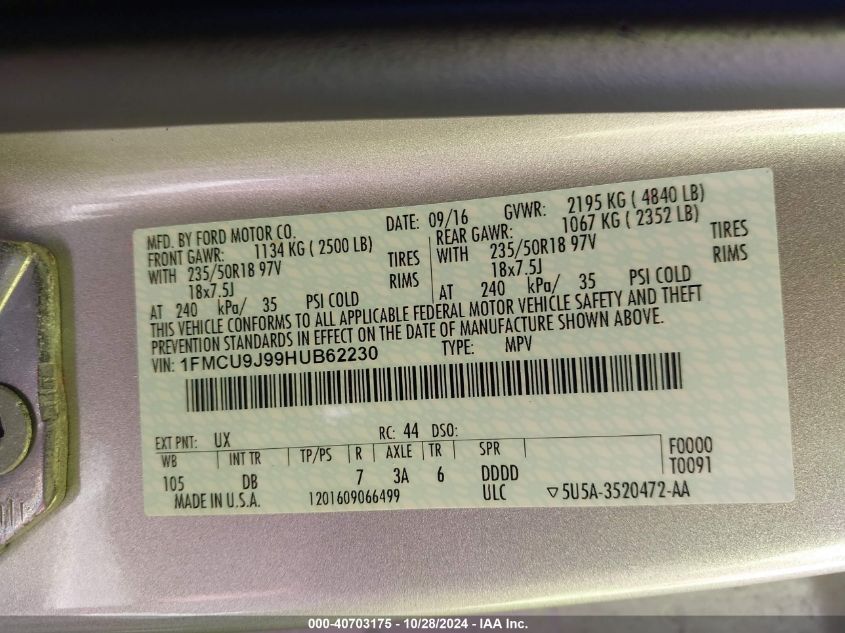 MFD. BY FORD MOTOR CO. DATE: 09/16 GVWR: 2195 KG ( 4840 LB)
FRONT GAWR: 1134 KG ( 2500 LB) REAR GAWR: 1067 KG ( 2352 LB)
WITH 235/50R18 97V TIRES WITH 235/50R18 97V TIRES
18x7.5J RIMS 18x7.5J RIMS
AT 240 kPa/ 35 PSI COLD AT 240 kPa/ 35 PSI COLD
THIS VEHICLE CONFORMS TO ALL APPLICABLE FEDERAL MOTOR VEHICLE SAFETY AND THEFT
PREVENTION STANDARDS IN EFFECT ON THE DATE OF MANUFACTURE SHOWN ABOVE.
VIN: 1FMCU9J99HUB62230 TYPE: MPV
EXT PNT: UX RC: 44 DSO:
WB INT TR TP/PS R AXLE TR SPR F0000
105 DB 7 3A 6 DDDD T0091
MADE IN U.S.A. 1201609066499 ULC ▽5U5A-3520472-AA
000-40703175 - 10/28/2024 - IAA Inc.